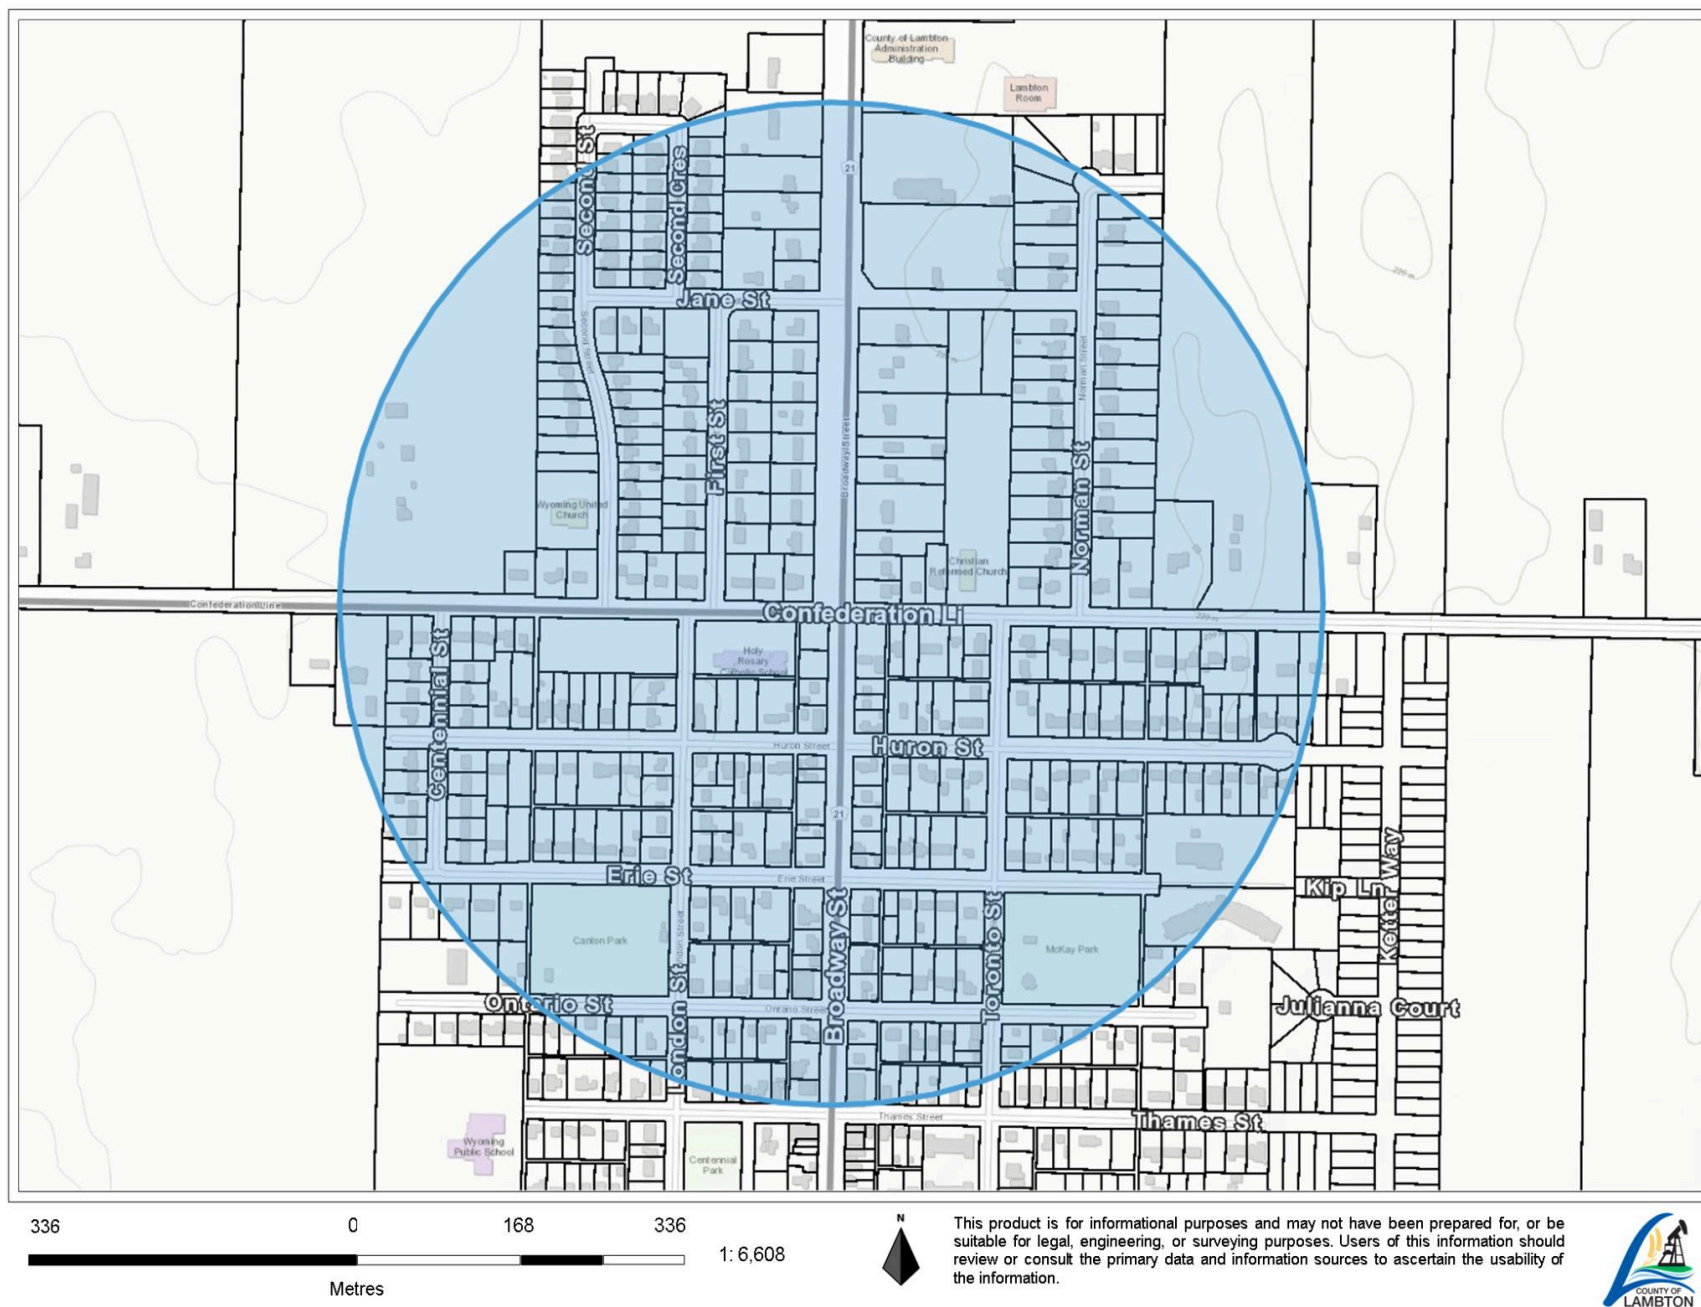 County of Lambton
Administration
Building
Lambton
Room
Second St
Second Cres
21
Jane St
220 m
Second Street
First St
Broadway Street
Norman Street
220 m
Norman St
Wyoming United
Church
Christian
Reformed Church
Confederation Line
Confederation Li
220 m
220 m
Centennial St
Holy
Rosary
Catholic School
Huron Street
Huron St
21
Erie St
Erie Street
Kip Ln
Ketter Way
Canton Park
London Street
Broadway St
Toronto St
McKay Park
Ontario St
London St
Ontario Street
Julianna Court
Thames Street
Thames St
Wyoming
Public School
Centennial
Park
336 0 168 336
1: 6,608
Metres
N
This product is for informational purposes and may not have been prepared for, or be
suitable for legal, engineering, or surveying purposes. Users of this information should
review or consult the primary data and information sources to ascertain the usability of
the information.
COUNTY OF
LAMBTON